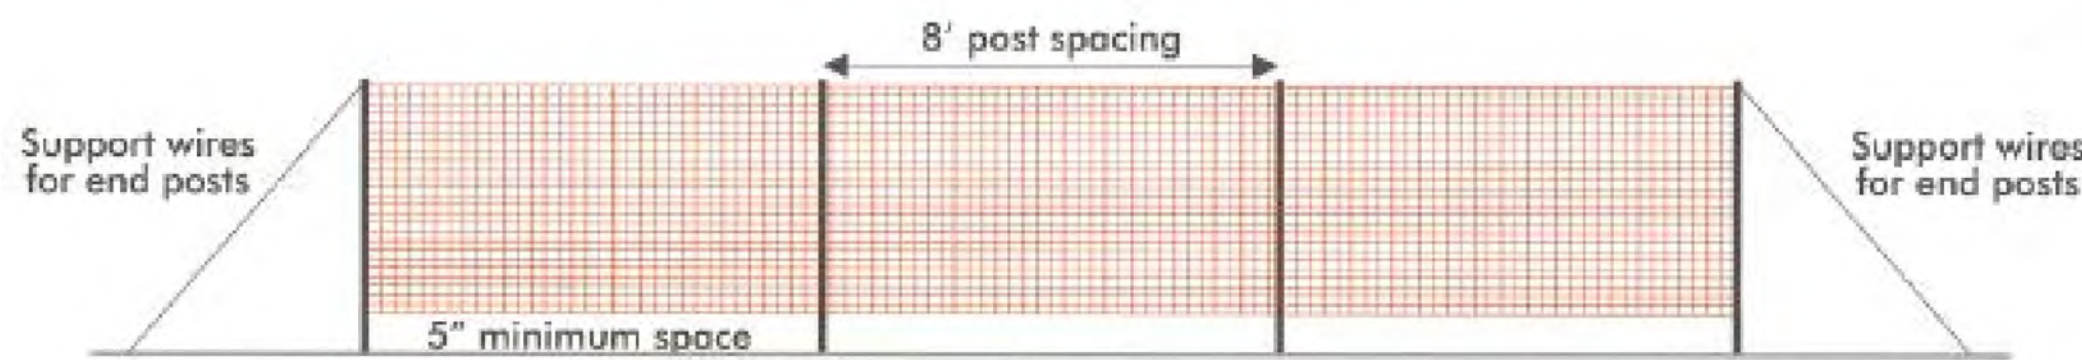 8' post spacing
Support wires
for end posts
Support wires
for end posts
5" minimum space